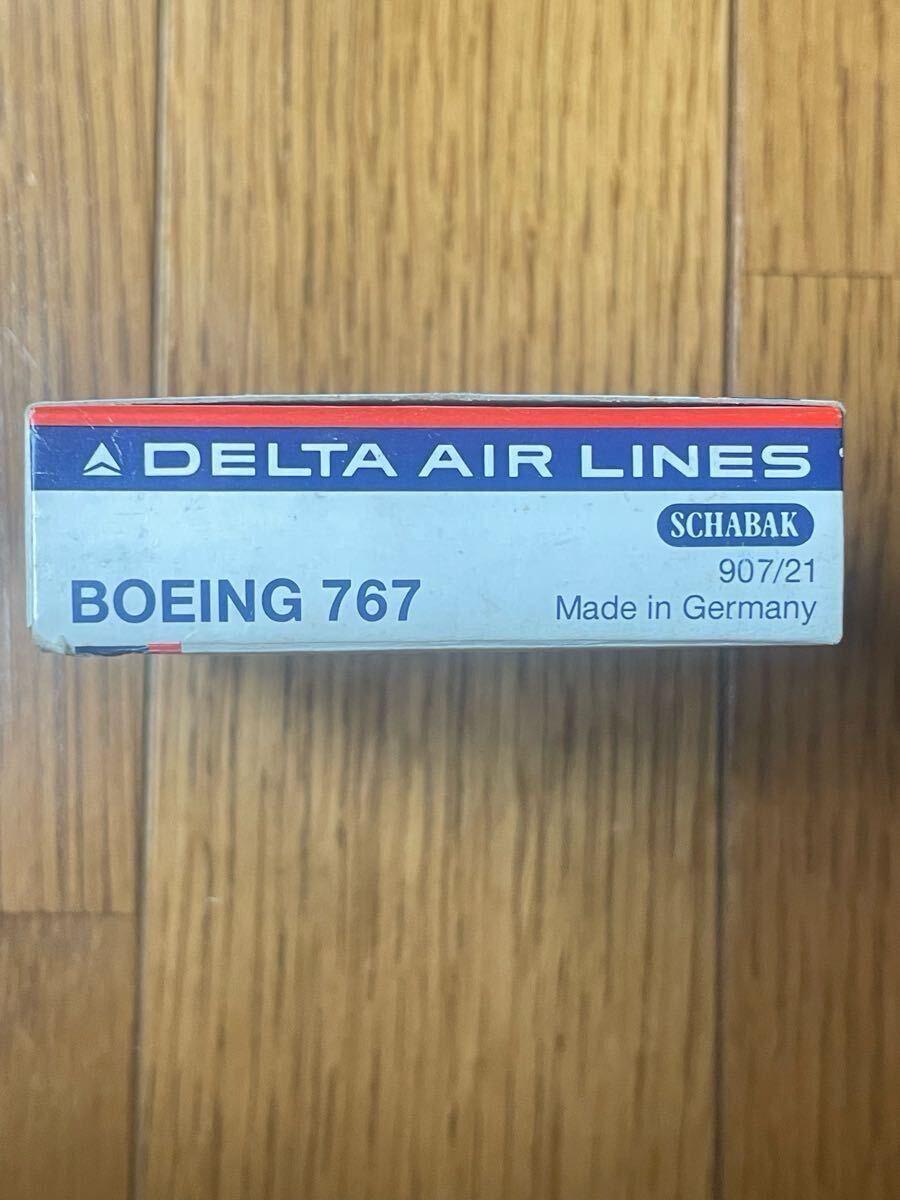 DELTA AIR LINES
SCHABAK
907/21
BOEING 767
Made in Germany